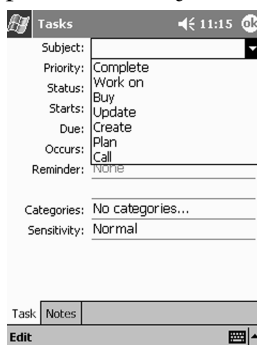 Tasks 11:15 ok
Subject:
Priority: Complete
Status: Work on
Buy
Starts: Update
Due: Create
Occurs: Plan
Call
Reminder: None
Categories: No categories...
Sensitivity: Normal
Task Notes
Edit